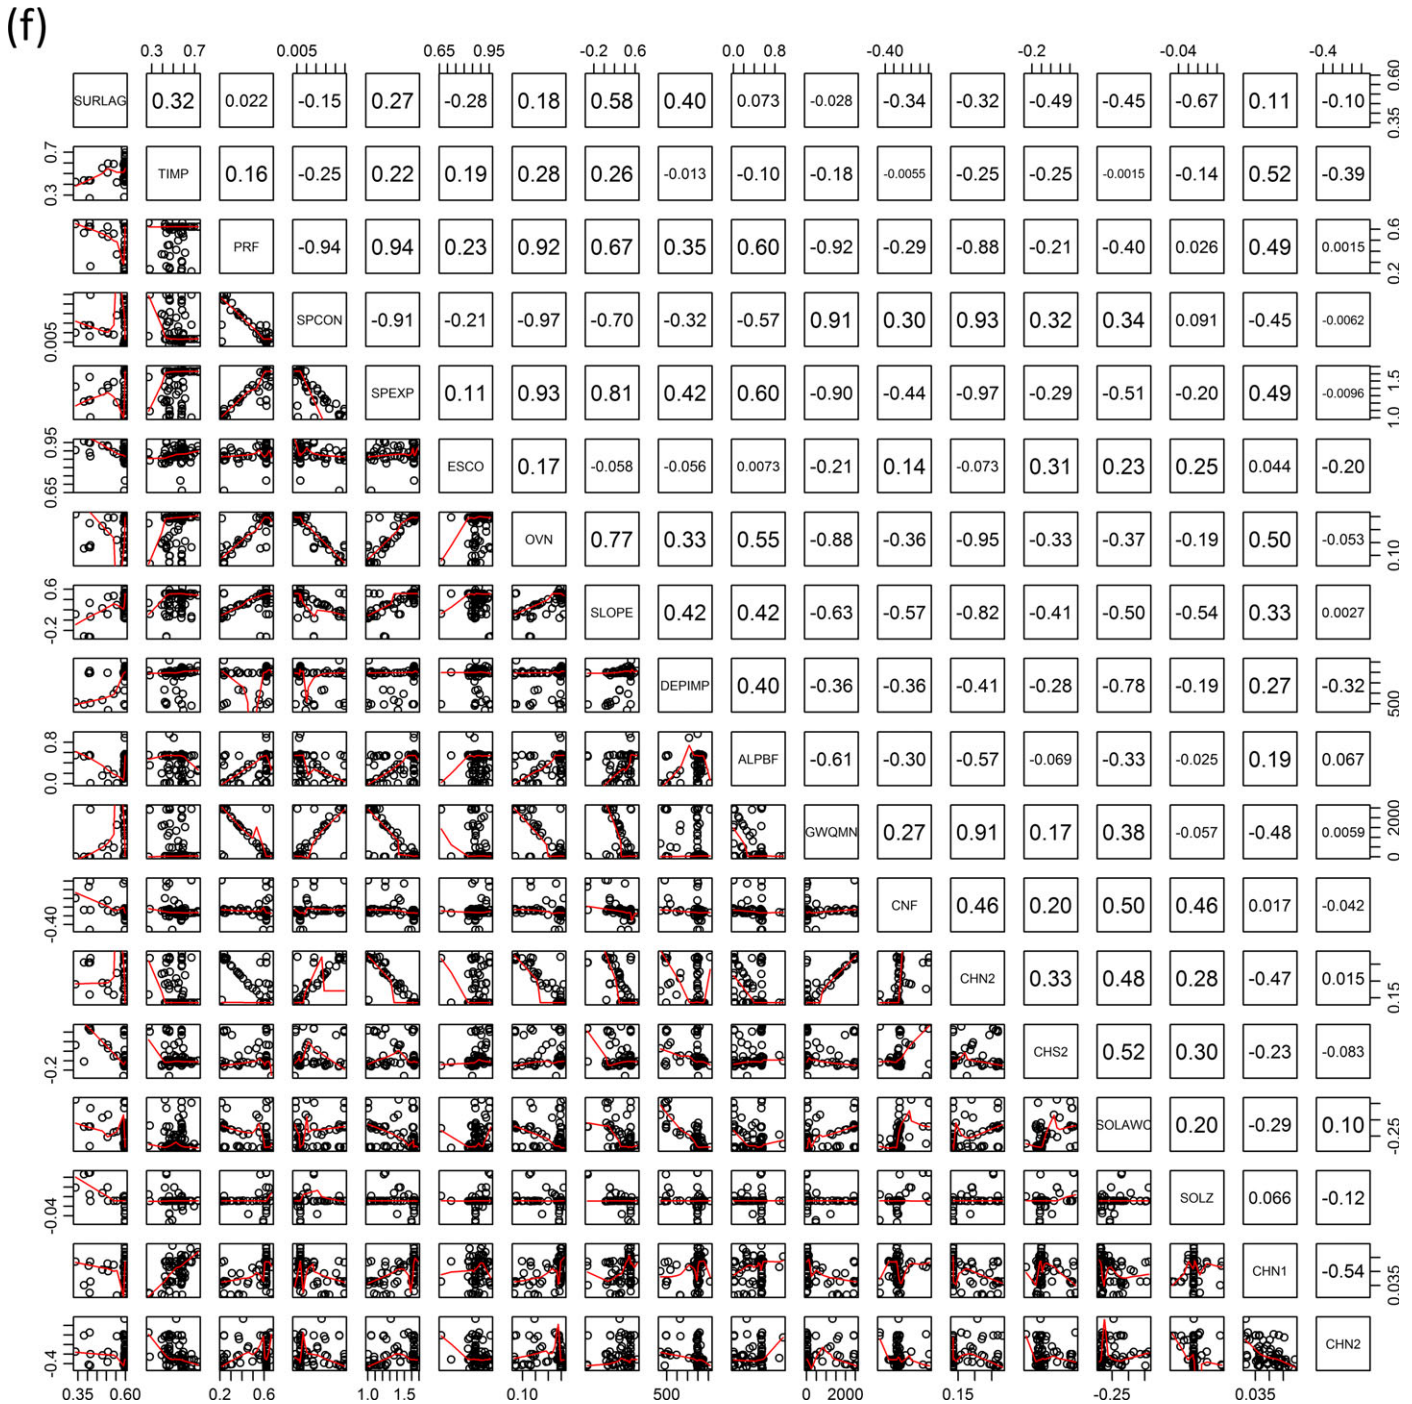 (f)
0.3 0.7 0.005 0.65 0.95 -0.2 0.6 0.0 0.8 -0.40 -0.2 -0.04 -0.4
SURLAG 0.32 0.022 -0.15 0.27 -0.28 0.18 0.58 0.40 0.073 -0.028 -0.34 -0.32 -0.49 -0.45 -0.67 0.11 -0.10 0.35 0.60
0.3 0.7 TIMP 0.16 -0.25 0.22 0.19 0.28 0.26 -0.013 -0.10 -0.18 -0.0055 -0.25 -0.25 -0.0015 -0.14 0.52 -0.39
PRF -0.94 0.94 0.23 0.92 0.67 0.35 0.60 -0.92 -0.29 -0.88 -0.21 -0.40 0.026 0.49 0.0015 0.2 0.6
0.005 SPCON -0.91 -0.21 -0.97 -0.70 -0.32 -0.57 0.91 0.30 0.93 0.32 0.34 0.091 -0.45 -0.0062
SPEXP 0.11 0.93 0.81 0.42 0.60 -0.90 -0.44 -0.97 -0.29 -0.51 -0.20 0.49 -0.0096 1.0 1.5
0.65 0.95 ESCO 0.17 -0.058 -0.056 0.0073 -0.21 0.14 -0.073 0.31 0.23 0.25 0.044 -0.20
OVN 0.77 0.33 0.55 -0.88 -0.36 -0.95 -0.33 -0.37 -0.19 0.50 -0.053 0.10
-0.2 0.6 SLOPE 0.42 0.42 -0.63 -0.57 -0.82 -0.41 -0.50 -0.54 0.33 0.0027
DEPIMP 0.40 -0.36 -0.36 -0.41 -0.28 -0.78 -0.19 0.27 -0.32 500
0.0 0.8 ALPBF -0.61 -0.30 -0.57 -0.069 -0.33 -0.025 0.19 0.067
GWQMN 0.27 0.91 0.17 0.38 -0.057 -0.48 0.0059 0 2000
-0.40 CNF 0.46 0.20 0.50 0.46 0.017 -0.042
CHN2 0.33 0.48 0.28 -0.47 0.015 0.15
-0.2 CHS2 0.52 0.30 -0.23 -0.083
SOLAWC 0.20 -0.29 0.10 -0.25
-0.04 SOLZ 0.066 -0.12
CHN1 -0.54 0.035
-0.4 CHN2
0.35 0.60 0.2 0.6 1.0 1.5 0.10 500 0 2000 0.15 -0.25 0.035